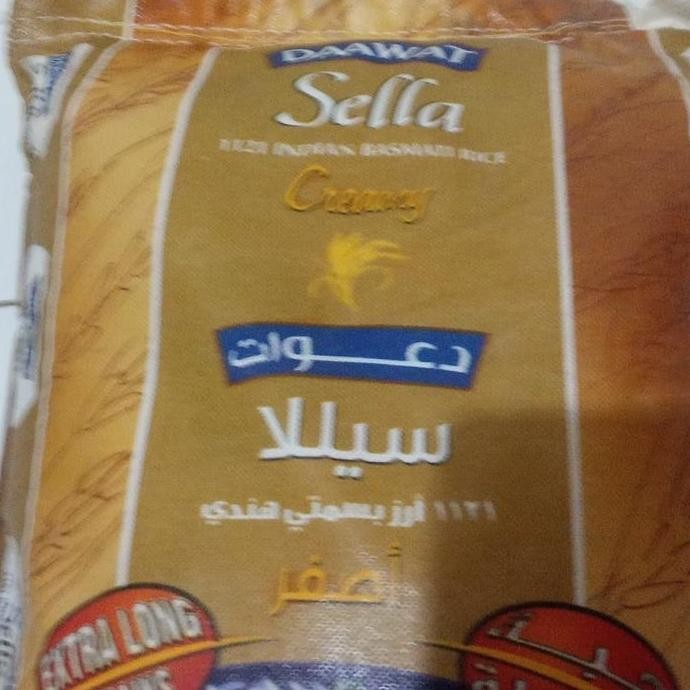 DAAWAT
Sella
1121 INDIAN BASMATI RICE
Creamy
دعوات
سيللا
١١٢١ أرز بسمتي هندي
أصفر
EXTRA LONG